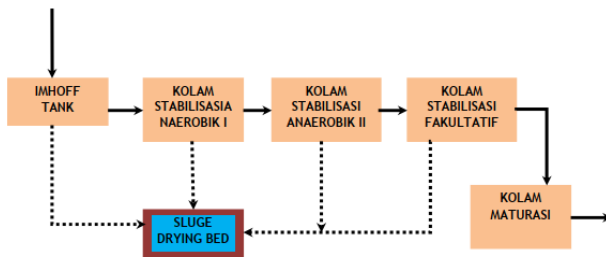 IMHOFF
TANK
KOLAM
STABILISASIA
NAEROBIK I
KOLAM
STABILISASI
ANAEROBIK II
KOLAM
STABILISASI
FAKULTATIF
KOLAM
MATURASI
SLUGE
DRYING BED